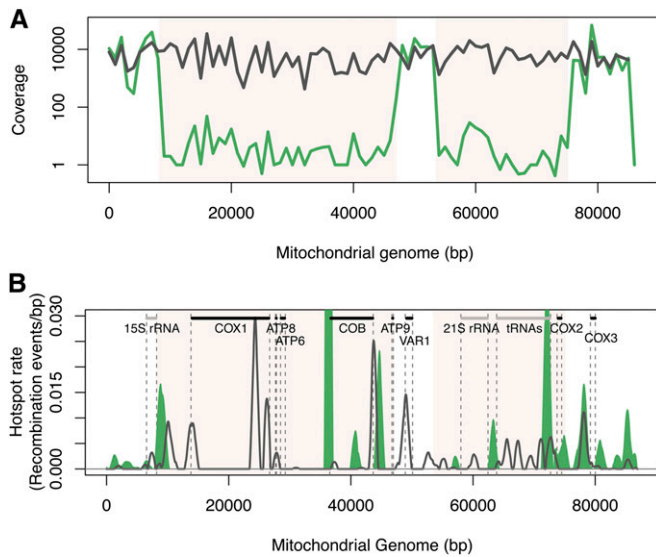 A
Coverage
10000
100
1
0
20000
40000
60000
80000
Mitochondrial genome (bp)
B
Hotspot rate
(Recombination events/bp)
0.030
0.015
0.000
15S rRNA
COX1
ATP8
ATP6
COB
ATP9
VAR1
21S rRNA
tRNAs
COX2
COX3
0
20000
40000
60000
80000
Mitochondrial Genome (bp)